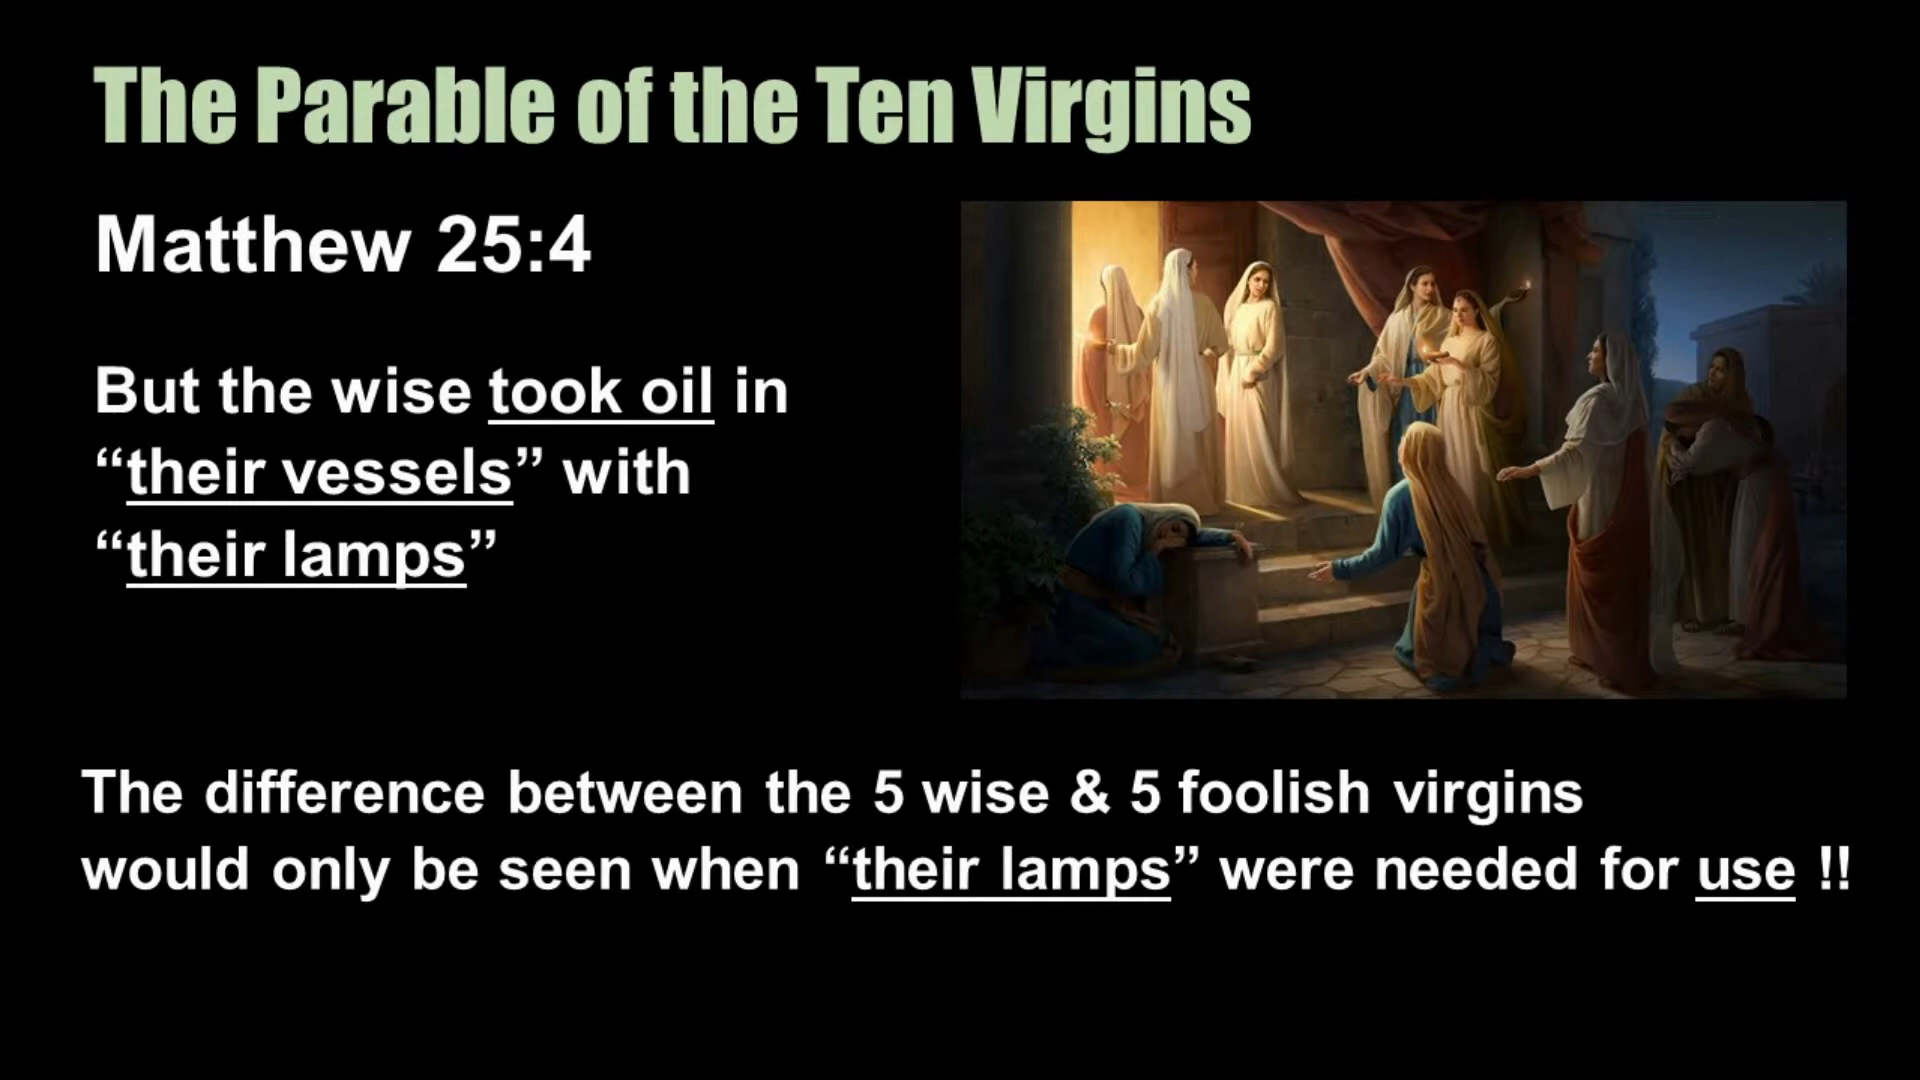 The Parable of the Ten Virgins
Matthew 25:4
But the wise took oil in
“their vessels” with
“their lamps”
The difference between the 5 wise & 5 foolish virgins
would only be seen when “their lamps” were needed for use !!